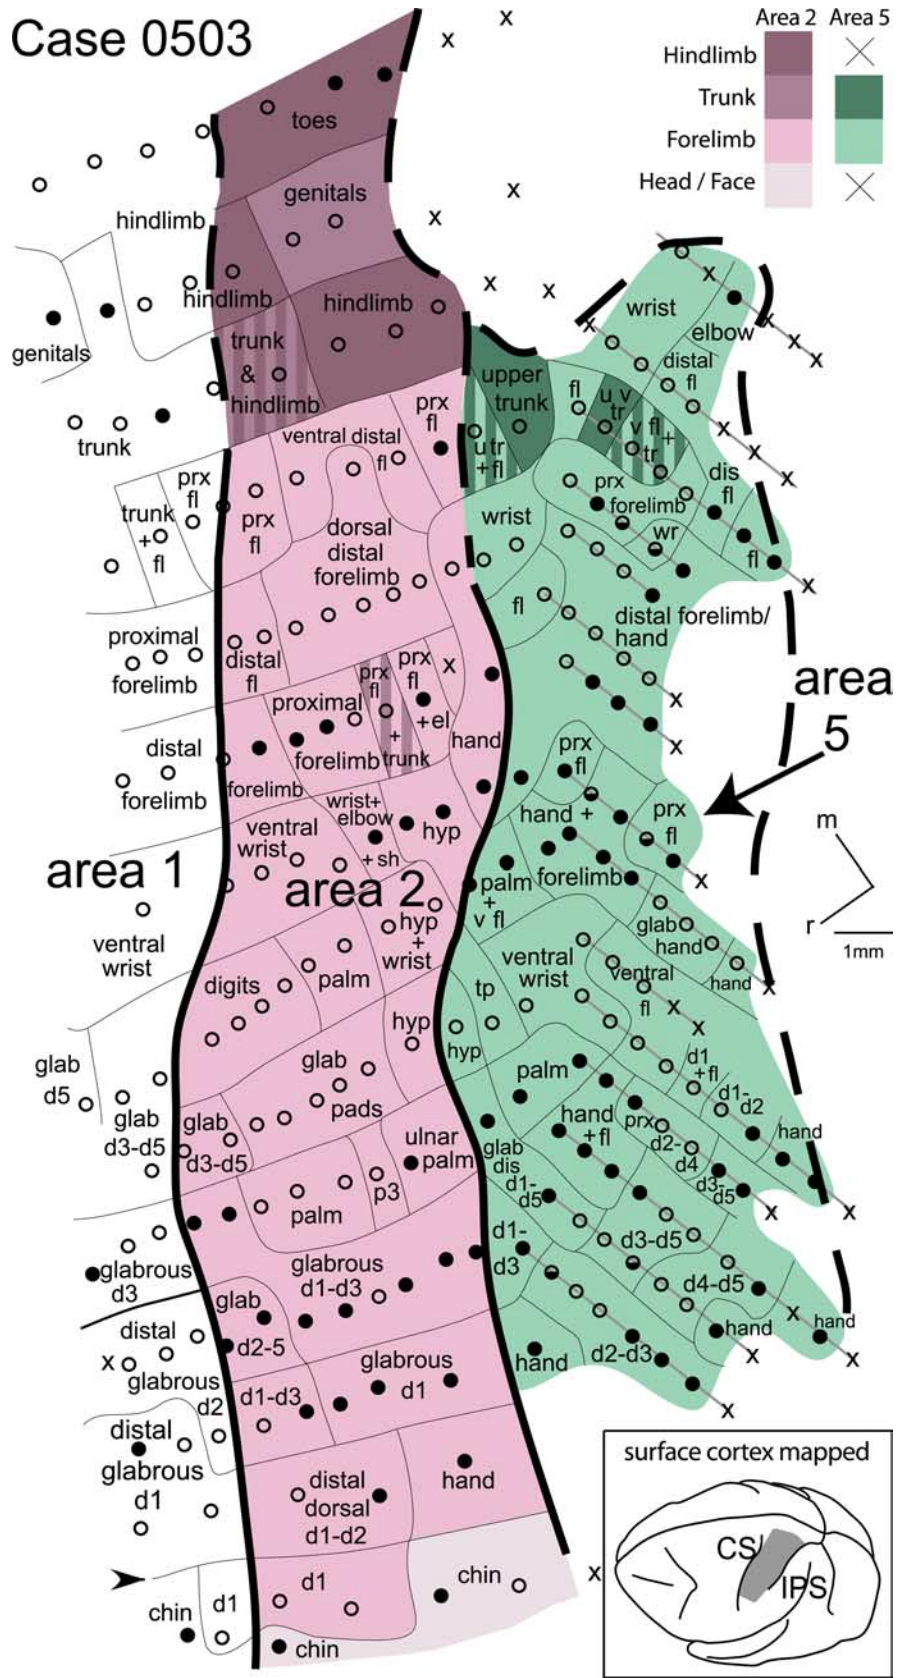 Case 0503
Area 2 Area 5
Hindlimb
Trunk
Forelimb
Head / Face
toes
genitals
hindlimb
hindlimb
hindlimb
genitals
trunk
&
hindlimb
trunk
upper
trunk
u tr
+ fl
fl
u v
tr
v fl +
tr
wrist
elbow
distal
fl
dis
fl
fl
prx
fl
ventral distal
fl
prx
fl
prx
fl
trunk
+
fl
dorsal
distal
forelimb
wrist
prx
forelimb
wr
fl
distal forelimb/
hand
proximal
forelimb
distal
fl
prx
fl
+
trunk
prx
fl
+ el
x
proximal
forelimb
hand
area
5
distal
forelimb
forelimb
wrist+
elbow
+ sh
hyp
ventral
wrist
prx
fl
hand +
forelimb
prx
fl
area 1
area 2
palm
+
v fl
hyp
+
wrist
glab
hand
hand
m
r
1mm
ventral
wrist
digits
palm
hyp
tp
hyp
ventral
wrist
ventral
fl
glab
d5
glab
d3-d5
glab
d3-d5
glab
pads
palm
d1
+fl
d1-
d2
hand
hand
+ fl
prx
d2-
d4
d3-
d5
ulnar
palm
p3
palm
glab
dis
d1-
d5
d1-
d3
d3-d5
d4-d5
hand
hand
d2-d3
hand
glabrous
d3
glabrous
d1-d3
glab
d2-5
distal
x
glabrous
d2
d1-d3
glabrous
d1
distal
glabrous
d1
distal
dorsal
d1-d2
hand
chin
d1
d1
chin
chin
x
surface cortex mapped
CS
IPS